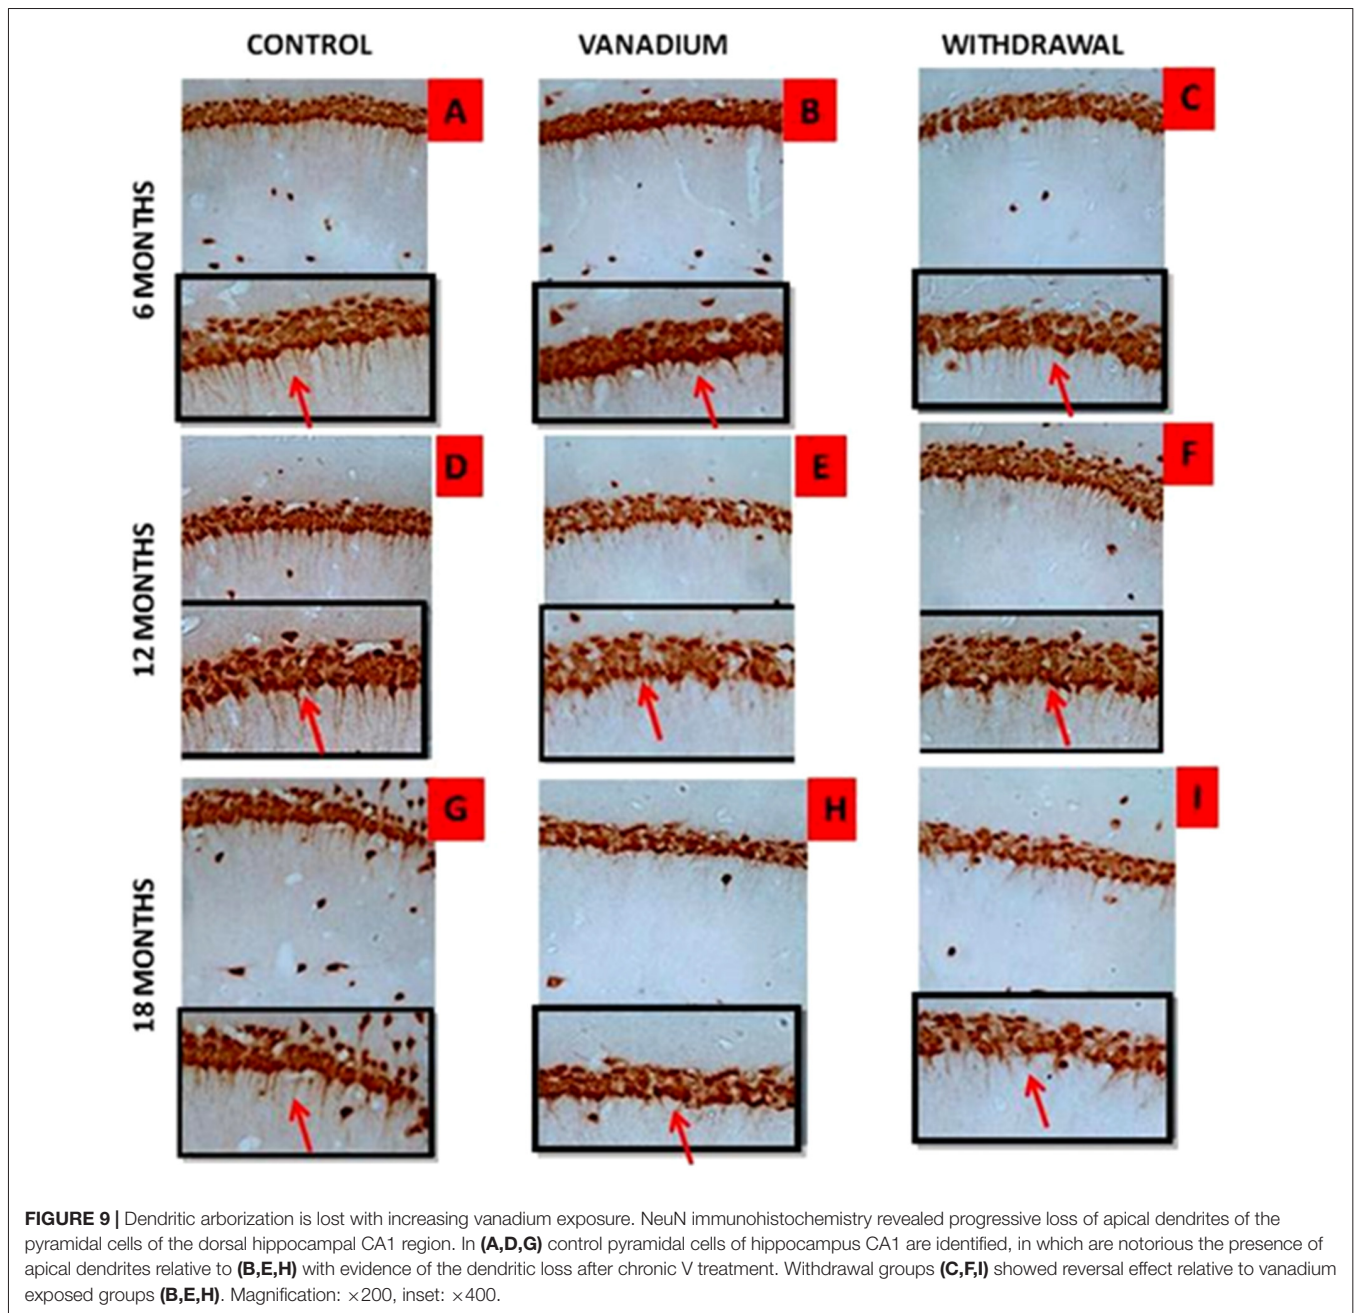 CONTROL
VANADIUM
WITHDRAWAL
6 MONTHS
A
B
C
12 MONTHS
D
E
F
18 MONTHS
G
H
I
FIGURE 9 | Dendritic arborization is lost with increasing vanadium exposure. NeuN immunohistochemistry revealed progressive loss of apical dendrites of the
pyramidal cells of the dorsal hippocampal CA1 region. In (A,D,G) control pyramidal cells of hippocampus CA1 are identified, in which are notorious the presence of
apical dendrites relative to (B,E,H) with evidence of the dendritic loss after chronic V treatment. Withdrawal groups (C,F,I) showed reversal effect relative to vanadium
exposed groups (B,E,H). Magnification: ×200, inset: ×400.